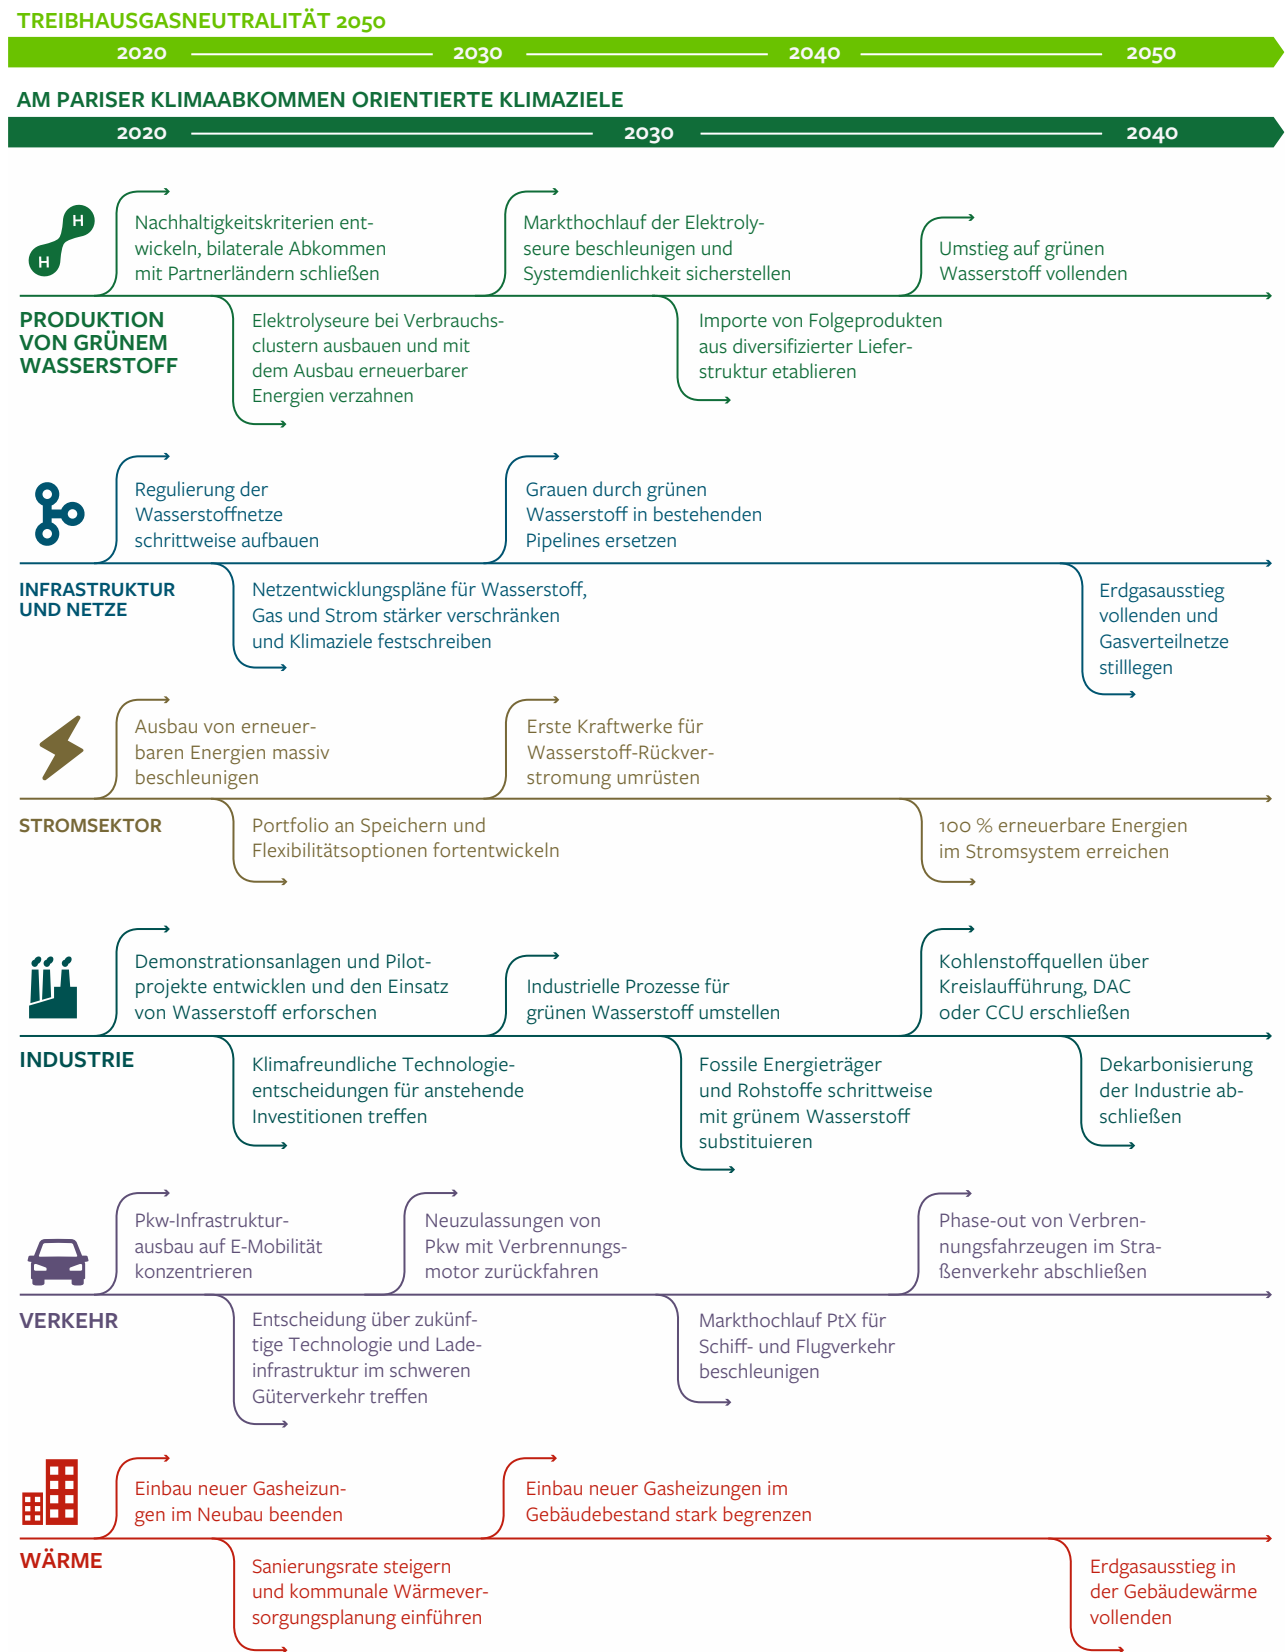 TREIBHAUSGASNEUTRALITÄT 2050
2020 2030 2040 2050
AM PARISER KLIMAABKOMMEN ORIENTIERTE KLIMAZIELE
2020 2030 2040
H
H
Nachhaltigkeitskriterien ent-
wickeln, bilaterale Abkommen
mit Partnerländern schließen
Markthochlauf der Elektroly-
seure beschleunigen und
Systemdienlichkeit sicherstellen
Umstieg auf grünen
Wasserstoff vollenden
PRODUKTION
VON GRÜNEM
WASSERSTOFF
Elektrolyseure bei Verbrauchs-
clustern ausbauen und mit
dem Ausbau erneuerbarer
Energien verzahnen
Importe von Folgeprodukten
aus diversifizierter Liefer-
struktur etablieren
Regulierung der
Wasserstoffnetze
schrittweise aufbauen
Grauen durch grünen
Wasserstoff in bestehenden
Pipelines ersetzen
INFRASTRUKTUR
UND NETZE
Netzentwicklungspläne für Wasserstoff,
Gas und Strom stärker verschränken
und Klimaziele festschreiben
Erdgasausstieg
vollenden und
Gasverteilnetze
stilllegen
Ausbau von erneuer-
baren Energien massiv
beschleunigen
Erste Kraftwerke für
Wasserstoff-Rückver-
stromung umrüsten
STROMSEKTOR
Portfolio an Speichern und
Flexibilitätsoptionen fortentwickeln
100 % erneuerbare Energien
im Stromsystem erreichen
Demonstrationsanlagen und Pilot-
projekte entwicklen und den Einsatz
von Wasserstoff erforschen
Industrielle Prozesse für
grünen Wasserstoff umstellen
Kohlenstoffquellen über
Kreislaufführung, DAC
oder CCU erschließen
INDUSTRIE
Klimafreundliche Technologie-
entscheidungen für anstehende
Investitionen treffen
Fossile Energieträger
und Rohstoffe schrittweise
mit grünem Wasserstoff
substituieren
Dekarbonisierung
der Industrie ab-
schließen
Pkw-Infrastruktur-
ausbau auf E-Mobilität
konzentrieren
Neuzulassungen von
Pkw mit Verbrennungs-
motor zurückfahren
Phase-out von Verbren-
nungsfahrzeugen im Stra-
ßenverkehr abschließen
VERKEHR
Entscheidung über zukünf-
tige Technologie und Lade-
infrastruktur im schweren
Güterverkehr treffen
Markthochlauf PtX für
Schiff- und Flugverkehr
beschleunigen
Einbau neuer Gasheizun-
gen im Neubau beenden
Einbau neuer Gasheizungen im
Gebäudebestand stark begrenzen
WÄRME
Sanierungsrate steigern
und kommunale Wärmever-
sorgungsplanung einführen
Erdgasausstieg in
der Gebäudewärme
vollenden